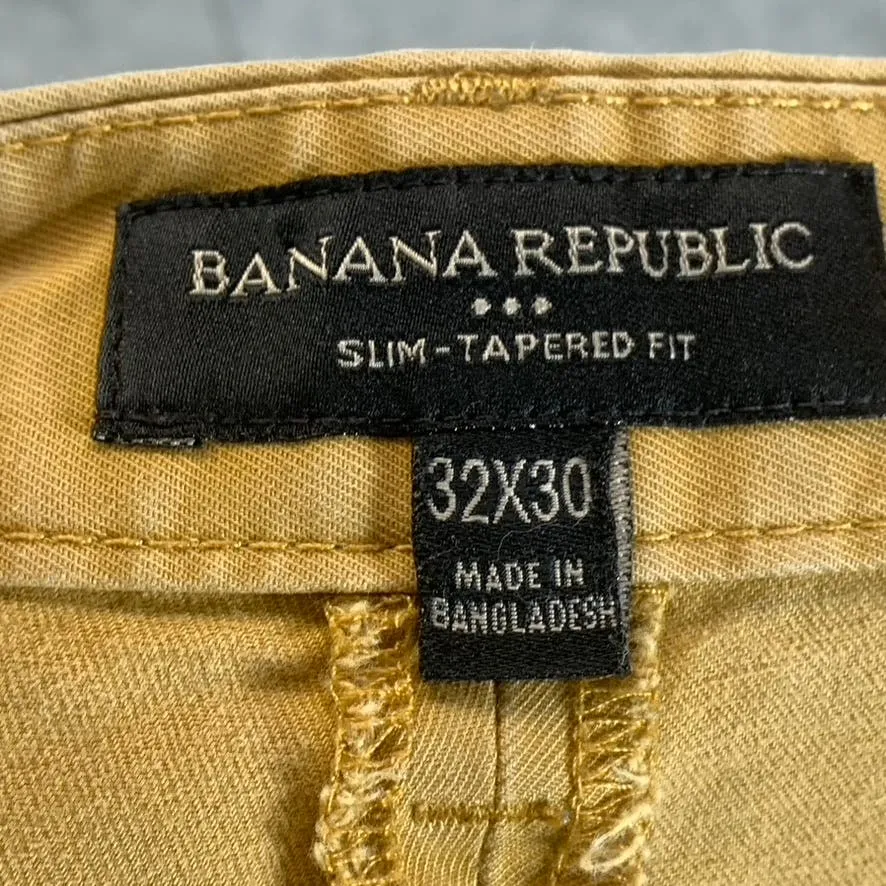 BANANA REPUBLIC
SLIM-TAPERED FIT
32X30
MADE IN
BANGLADESH